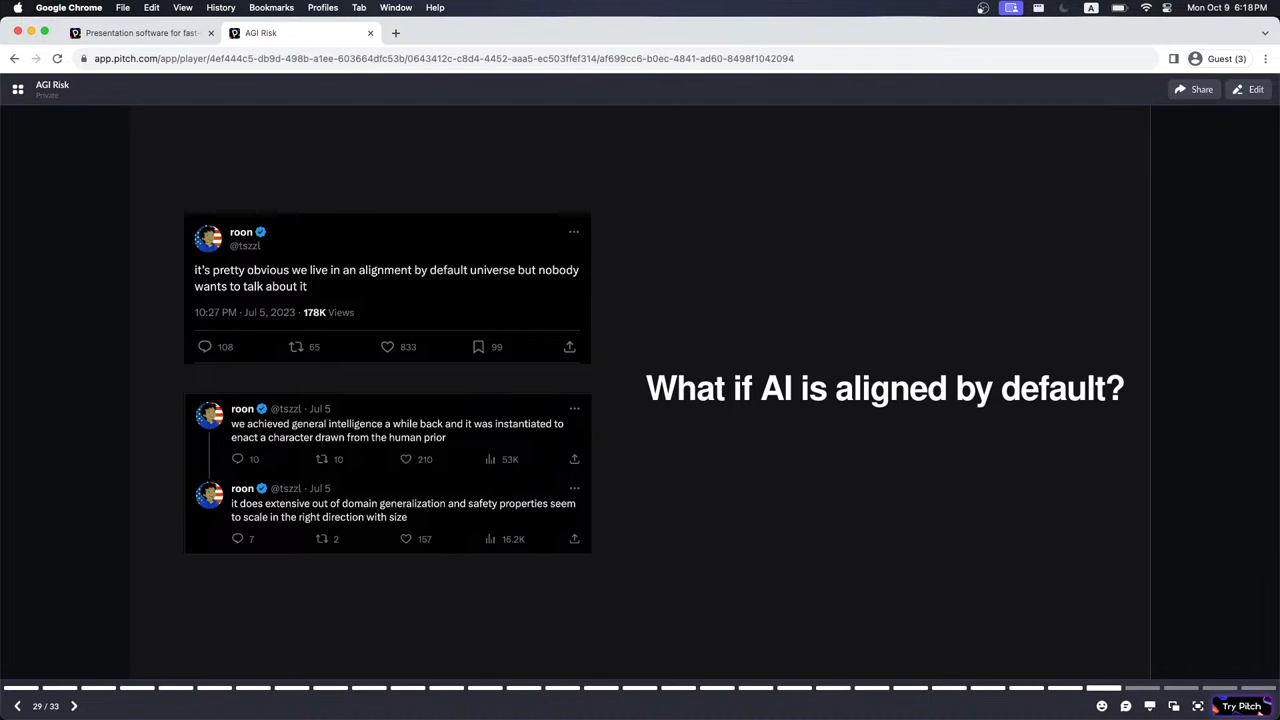 Google Chrome File Edit View History Bookmarks Profiles Tab Window Help A Mon Oct 9 6:18 PM
Presentation software for fast- AGI Risk
app.pitch.com/app/player/4ef444c5-db9d-498b-a1ee-603664dfc53b/0643412c-c8d4-4452-aaa5-ec503ffef314/af699cc6-b0ec-4841-ad60-8498f1042094 Guest (3)
AGI Risk
Private
Share Edit
roon
@tszzl
it's pretty obvious we live in an alignment by default universe but nobody
wants to talk about it
10:27 PM · Jul 5, 2023 · 178K Views
108 65 833 99
roon @tszzl · Jul 5
we achieved general intelligence a while back and it was instantiated to
enact a character drawn from the human prior
10 10 210 53K
roon @tszzl · Jul 5
it does extensive out of domain generalization and safety properties seem
to scale in the right direction with size
7 2 157 16.2K
What if AI is aligned by default?
29 / 33
Try Pitch